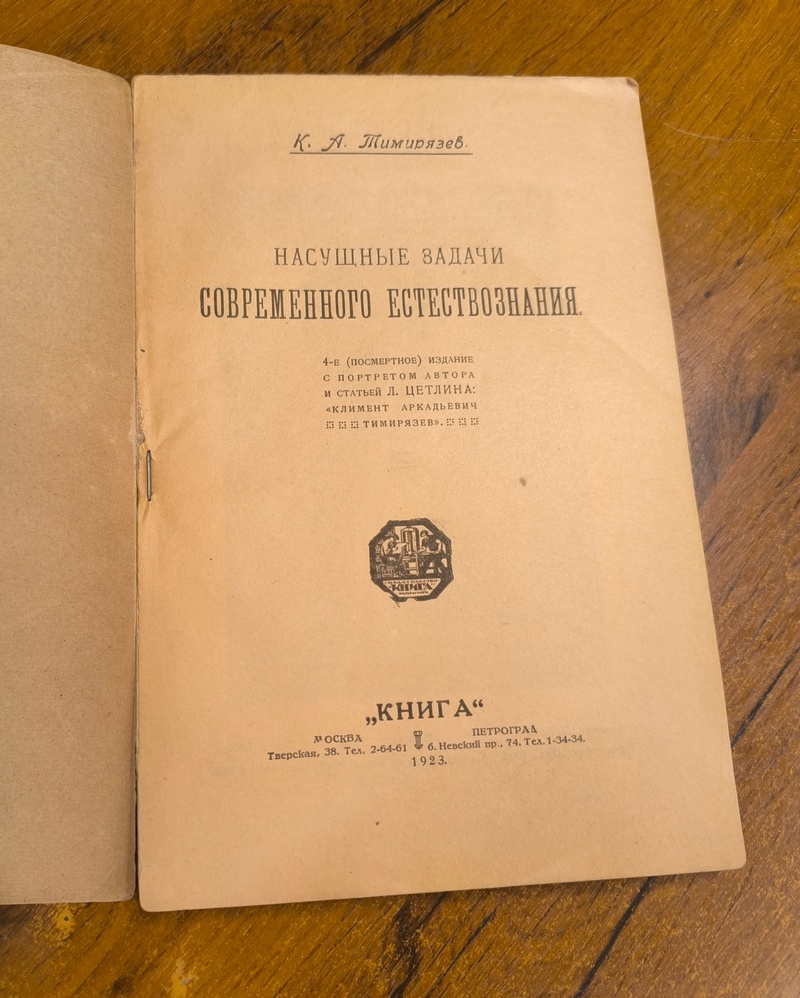 К. А. Тимирязев.
НАСУЩНЫЕ ЗАДАЧИ
СОВРЕМЕННОГО ЕСТЕСТВОЗНАНИЯ.
4-Е (ПОСМЕРТНОЕ) ИЗДАНИЕ
С ПОРТРЕТОМ АВТОРА
И СТАТЬЕЙ Л. ЦЕТЛИНА:
«КЛИМЕНТ АРКАДЬЕВИЧ
ТИМИРЯЗЕВ».
КНИГА
„КНИГА“
МОСКВА ПЕТРОГРАД
Тверская, 38. Тел. 2-64-61 б. Невский пр., 74. Тел. 1-34-34.
1923.